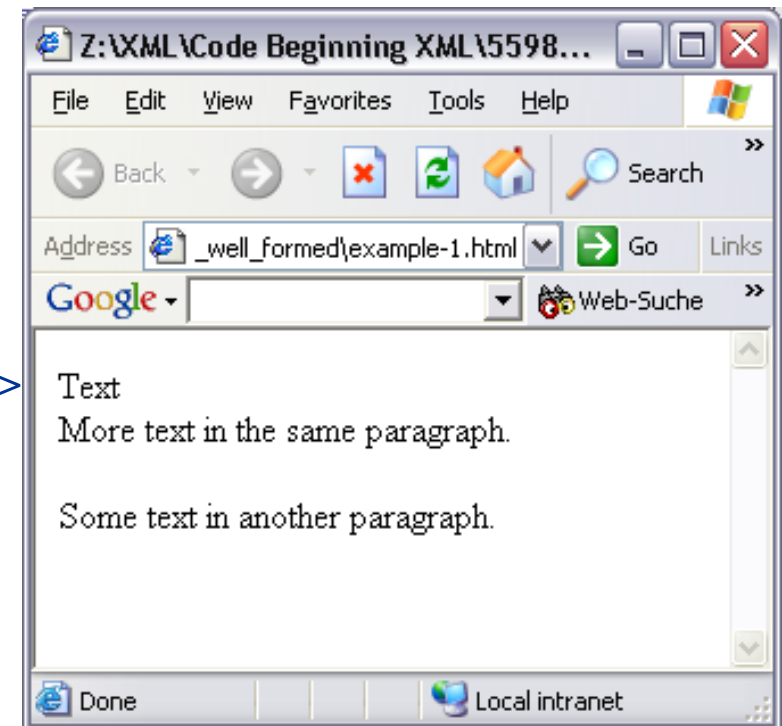 Z:\XML\Code Beginning XML\5598...
File Edit View Favorites Tools Help
Back Search »
Address _well_formed\example-1.html Go Links
Google Web-Suche »
>
Text
More text in the same paragraph.
Some text in another paragraph.
Done Local intranet